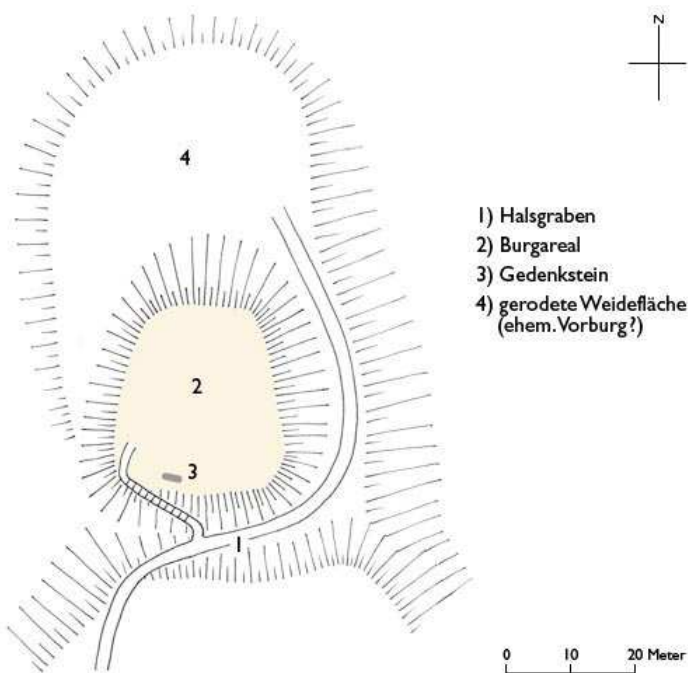 N
4
1) Halsgraben
2) Burgareal
3) Gedenkstein
4) gerodete Weidefläche
(ehem. Vorburg?)
2
3
1
0 10 20 Meter